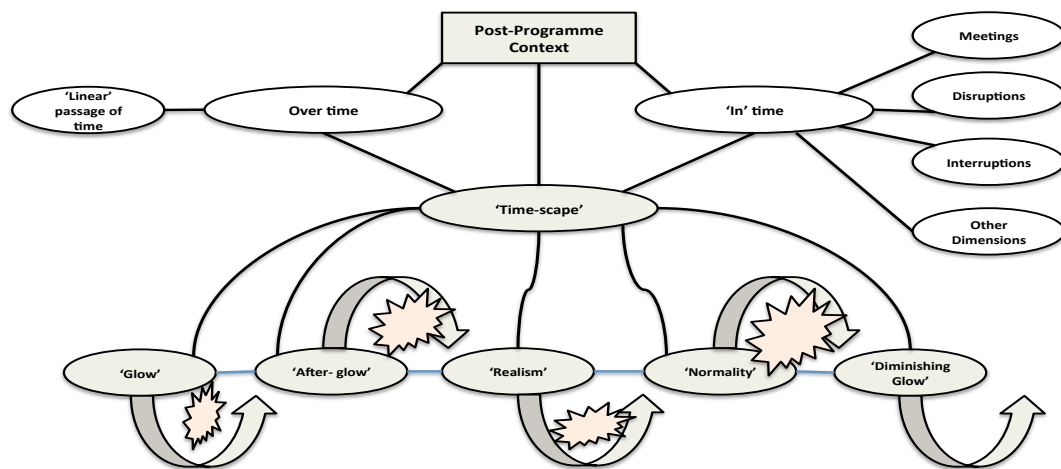 Post-Programme
Context
Meetings
‘Linear’
passage of
time
Over time
‘In’ time
Disruptions
Interruptions
‘Time-scape’
Other
Dimensions
‘Glow’
‘After- glow’
‘Realism’
‘Normality’
‘Diminishing
Glow’